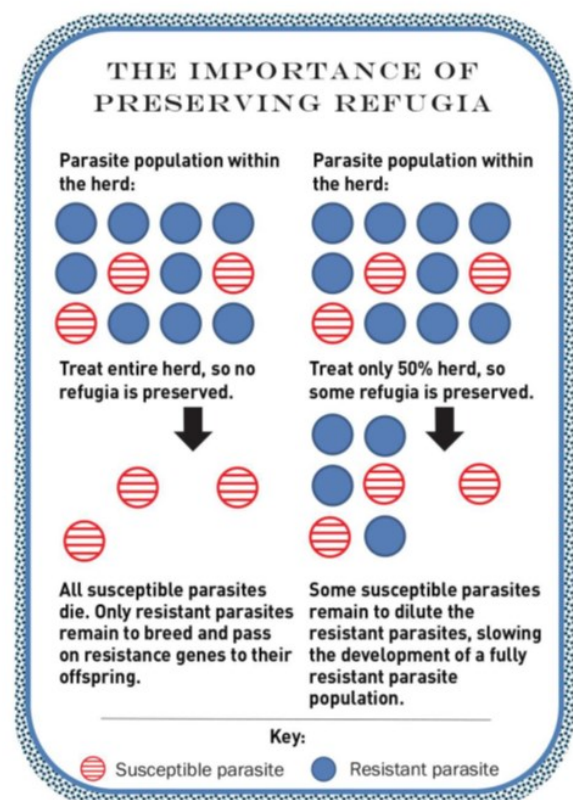 THE IMPORTANCE OF
PRESERVING REFUGIA
Parasite population within
the herd:
Treat entire herd, so no
refugia is preserved.
All susceptible parasites
die. Only resistant parasites
remain to breed and pass
on resistance genes to their
offspring.
Parasite population within
the herd:
Treat only 50% herd, so
some refugia is preserved.
Some susceptible parasites
remain to dilute the
resistant parasites, slowing
the development of a fully
resistant parasite
population.
Key:
Susceptible parasite
Resistant parasite